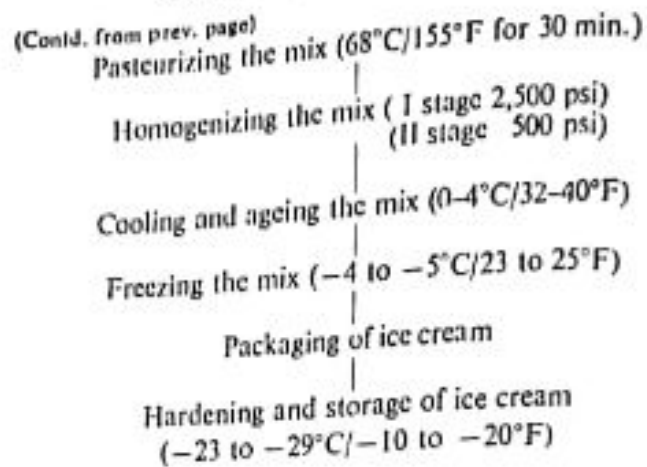 (Contd. from prev. page)
Pasteurizing the mix (68°C/155°F for 30 min.)
Homogenizing the mix ( I stage 2,500 psi)
(II stage 500 psi)
Cooling and ageing the mix (0–4°C/32–40°F)
Freezing the mix (−4 to −5°C/23 to 25°F)
Packaging of ice cream
Hardening and storage of ice cream
(−23 to −29°C/−10 to −20°F)